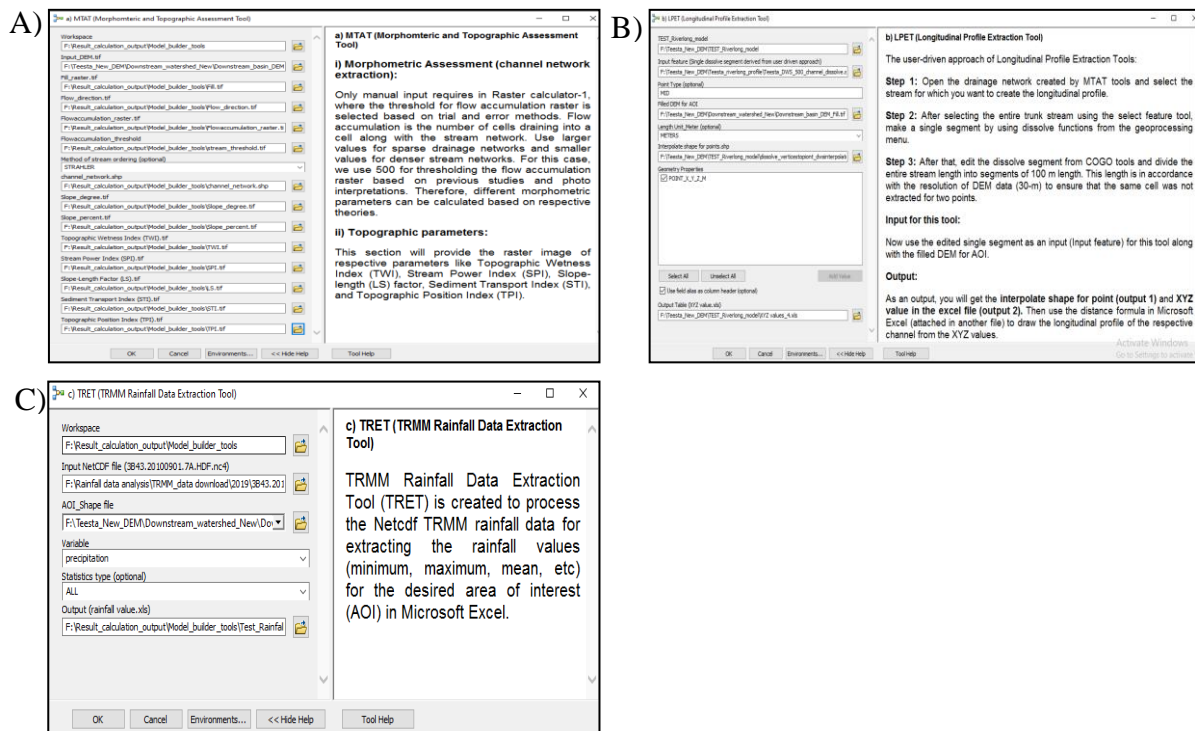 A)
a) MTAT (Morphomteric and Topographic Assessment Tool)
Workspace
F:\Result_calculation_output\Model_builder_tools
Input_DEM.tif
F:\Teesta_New_DEM\Downstream_watershed_New\Downstream_basin_DEM
Fill_raster.tif
F:\Result_calculation_output\Model_builder_tools\Fill.tif
Flow_direction.tif
F:\Result_calculation_output\Model_builder_tools\Flow_direction.tif
Flowaccumulation_raster.tif
F:\Result_calculation_output\Model_builder_tools\Flowaccumulation_raster.ti
Flowaccumulation_threshold
F:\Result_calculation_output\Model_builder_tools\stream_threshold.tif
Method of stream ordering (optional)
STRAHLER
channel_network.shp
F:\Result_calculation_output\Model_builder_tools\channel_network.shp
Slope_degree.tif
F:\Result_calculation_output\Model_builder_tools\Slope_degree.tif
Slope_percent.tif
F:\Result_calculation_output\Model_builder_tools\Slope_percent.tif
Topographic Wetness Index (TWI).tif
F:\Result_calculation_output\Model_builder_tools\TWI.tif
Stream Power Index (SPI).tif
F:\Result_calculation_output\Model_builder_tools\SPI.tif
Slope-Length Factor (LS).tif
F:\Result_calculation_output\Model_builder_tools\LS.tif
Sediment Transport Index (STI).tif
F:\Result_calculation_output\Model_builder_tools\STI.tif
Topographic Position Index (TPI).tif
F:\Result_calculation_output\Model_builder_tools\TPI.tif
OK Cancel Environments... << Hide Help Tool Help
a) MTAT (Morphometric and Topographic Assessment
Tool)
i) Morphometric Assessment (channel network
extraction):
Only manual input requires in Raster calculator-1,
where the threshold for flow accumulation raster is
selected based on trial and error methods. Flow
accumulation is the number of cells draining into a
cell along with the stream network. Use larger
values for sparse drainage networks and smaller
values for denser stream networks. For this case,
we use 500 for thresholding the flow accumulation
raster based on previous studies and photo
interpretations. Therefore, different morphometric
parameters can be calculated based on respective
theories.
ii) Topographic parameters:
This section will provide the raster image of
respective parameters like Topographic Wetness
Index (TWI), Stream Power Index (SPI), Slope-
length (LS) factor, Sediment Transport Index (STI),
and Topographic Position Index (TPI).
B)
b) LPET (Longitudinal Profile Extraction Tool)
TEST_Riverlong_model
F:\Teesta_New_DEM\TEST_Riverlong_model
Input feature (Single dissolve segment derived from user driven approach)
F:\Teesta_New_DEM\Teesta_riverlong_profile\Teesta_DWS_500_channel_dissolve.s
Point Type (optional)
MID
Filled DEM for AOI
F:\Teesta_New_DEM\Downstream_watershed_New\Downstream_basin_DEM_Fill.tif
Length Unit_Meter (optional)
METERS
Interpolate shape for points.shp
Geometry Properties
POINT_X_Y_Z_M
Select All Unselect All Add Value
Use field alias as column header (optional)
Output Table (XYZ value.xls)
F:\Teesta_New_DEM\TEST_Riverlong_model\XYZ values_4.xls
OK Cancel Environments... << Hide Help Tool Help
b) LPET (Longitudinal Profile Extraction Tool)
The user-driven approach of Longitudinal Profile Extraction Tools:
Step 1: Open the drainage network created by MTAT tools and select the
stream for which you want to create the longitudinal profile.
Step 2: After selecting the entire trunk stream using the select feature tool,
make a single segment by using dissolve functions from the geoprocessing
menu.
Step 3: After that, edit the dissolve segment from COGO tools and divide the
entire stream length into segments of 100 m length. This length is in accordance
with the resolution of DEM data (30-m) to ensure that the same cell was not
extracted for two points.
Input for this tool:
Now use the edited single segment as an input (Input feature) for this tool along
with the filled DEM for AOI.
Output:
As an output, you will get the interpolate shape for point (output 1) and XYZ
value in the excel file (output 2). Then use the distance formula in Microsoft
Excel (attached in another file) to draw the longitudinal profile of the respective
channel from the XYZ values.
Activate Windows
Go to Settings to activate
C)
c) TRET (TRMM Rainfall Data Extraction Tool)
Workspace
F:\Result_calculation_output\Model_builder_tools
Input NetCDF file (3B43.20100901.7A.HDF.nc4)
F:\Rainfall data analysis\TRMM_data download\2019\3B43.201
AOI_Shape file
F:\Teesta_New_DEM\Downstream_watershed_New\Dov
Variable
precipitation
Statistics type (optional)
ALL
Output (rainfall value.xls)
F:\Result_calculation_output\Model_builder_tools\Test_Rainfal
OK Cancel Environments... << Hide Help Tool Help
c) TRET (TRMM Rainfall Data Extraction
Tool)
TRMM Rainfall Data Extraction
Tool (TRET) is created to process
the Netcdf TRMM rainfall data for
extracting the rainfall values
(minimum, maximum, mean, etc)
for the desired area of interest
(AOI) in Microsoft Excel.